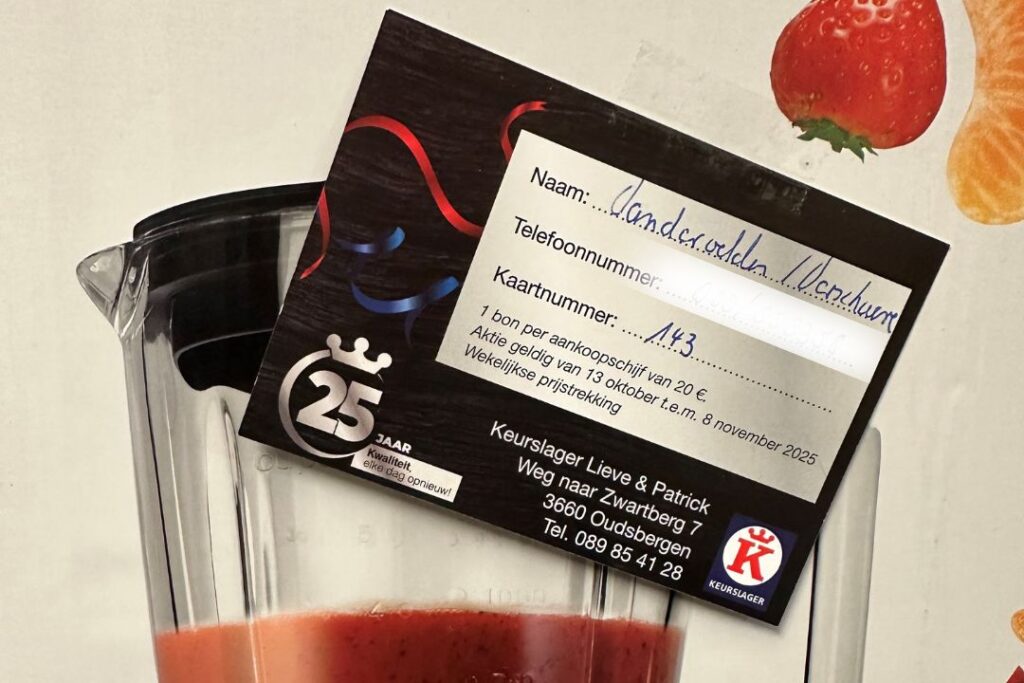 Naam: Vandervelden / Verschuere
Telefoonnummer:
Kaartnummer: 143
1 bon per aankoopschijf van 20 €.
Aktie geldig van 13 oktober t.e.m. 8 november 2025
Wekelijkse prijstrekking
25
JAAR
Kwaliteit,
elke dag opnieuw!
Keurslager Lieve & Patrick
Weg naar Zwartberg 7
3660 Oudsbergen
Tel. 089 85 41 28
K
KEURSLAGER